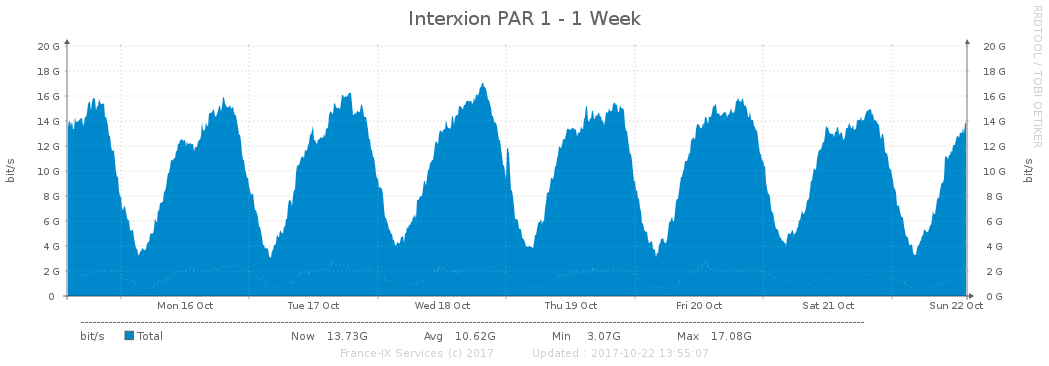 Interxion PAR 1 - 1 Week
RRDTOOL / TOBI OETIKER
bit/s
20 G 20 G
18 G 18 G
16 G 16 G
14 G 14 G
12 G 12 G
10 G 10 G
8 G 8 G
6 G 6 G
4 G 4 G
2 G 2 G
0 0 G
bit/s
Mon 16 Oct Tue 17 Oct Wed 18 Oct Thu 19 Oct Fri 20 Oct Sat 21 Oct Sun 22 Oct
bit/s Total Now 13.73G Avg 10.62G Min 3.07G Max 17.08G
France-IX Services (c) 2017 Updated : 2017-10-22 13:55:07